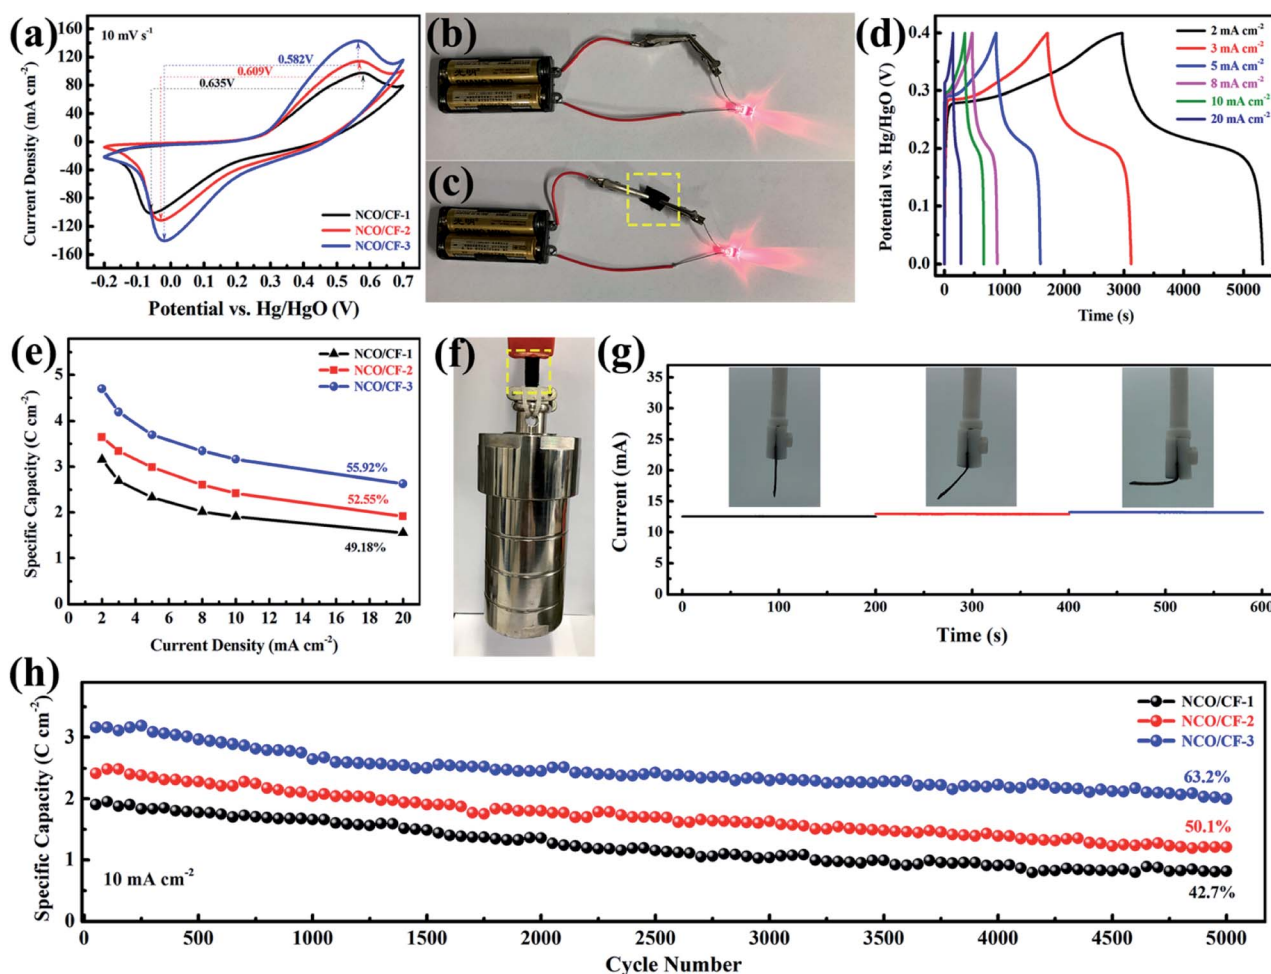 (a)
10 mV s-1
0.582V
0.609V
0.635V
Current Density (mA cm-2)
160
120
80
40
0
-40
-80
-120
-160
NCO/CF-1
NCO/CF-2
NCO/CF-3
-0.2 -0.1 0.0 0.1 0.2 0.3 0.4 0.5 0.6 0.7
Potential vs. Hg/HgO (V)
(b)
(c)
(d)
2 mA cm-2
3 mA cm-2
5 mA cm-2
8 mA cm-2
10 mA cm-2
20 mA cm-2
Potential vs. Hg/HgO (V)
0.4
0.3
0.2
0.1
0.0
0 1000 2000 3000 4000 5000
Time (s)
(e)
NCO/CF-1
NCO/CF-2
NCO/CF-3
Specific Capacity (C cm-2)
5
4
3
2
1
0
55.92%
52.55%
49.18%
0 2 4 6 8 10 12 14 16 18 20
Current Density (mA cm-2)
(f)
(g)
Current (mA)
35
30
25
20
15
10
5
0
0 100 200 300 400 500 600
Time (s)
(h)
NCO/CF-1
NCO/CF-2
NCO/CF-3
Specific Capacity (C cm-2)
3
2
1
0
63.2%
50.1%
42.7%
10 mA cm-2
0 500 1000 1500 2000 2500 3000 3500 4000 4500 5000
Cycle Number